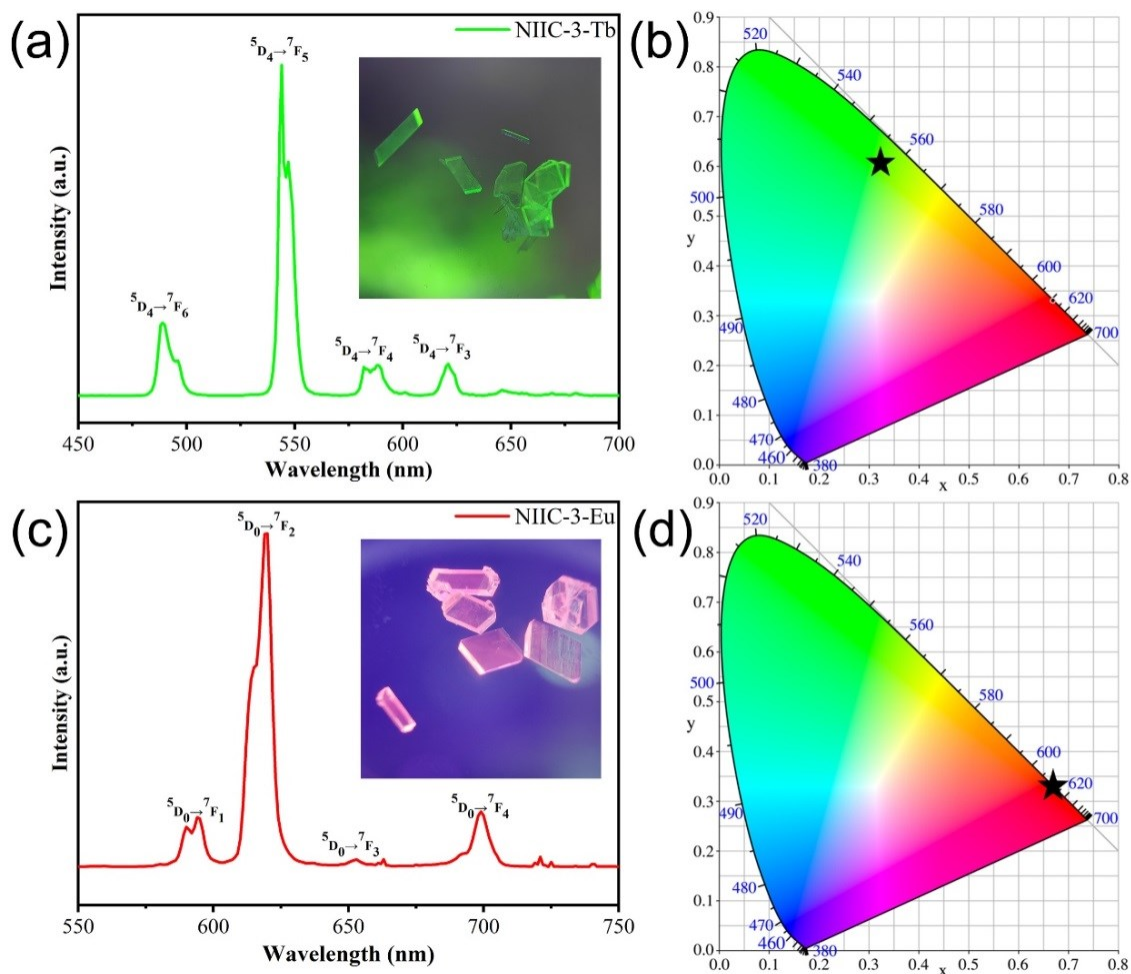 (a)
NIIC-3-Tb
⁵D₄→⁷F₅
⁵D₄→⁷F₆
⁵D₄→⁷F₄
⁵D₄→⁷F₃
Intensity (a.u.)
450 500 550 600 650 700
Wavelength (nm)
(b)
0.9
0.8
0.7
0.6
0.5
y
0.4
0.3
0.2
0.1
0.0
520
540
560
500
580
600
620
490
700
480
470
460
380
0.0 0.1 0.2 0.3 0.4 0.5 0.6 0.7 0.8
x
(c)
NIIC-3-Eu
⁵D₀→⁷F₂
⁵D₀→⁷F₁
⁵D₀→⁷F₃
⁵D₀→⁷F₄
Intensity (a.u.)
550 600 650 700 750
Wavelength (nm)
(d)
0.9
0.8
0.7
0.6
0.5
y
0.4
0.3
0.2
0.1
0.0
520
540
560
500
580
600
620
490
700
480
470
460
380
0.0 0.1 0.2 0.3 0.4 0.5 0.6 0.7 0.8
x